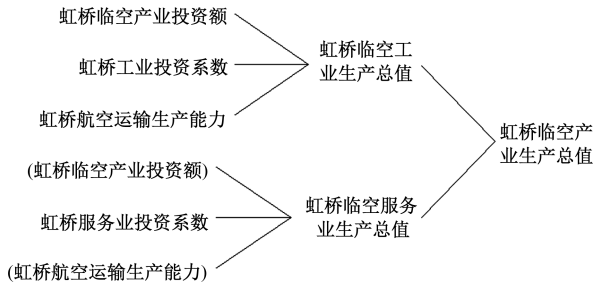 虹桥临空产业投资额
虹桥工业投资系数
虹桥航空运输生产能力
虹桥临空工
业生产总值
(虹桥临空产业投资额)
虹桥服务业投资系数
(虹桥航空运输生产能力)
虹桥临空服务
业生产总值
虹桥临空产
业生产总值